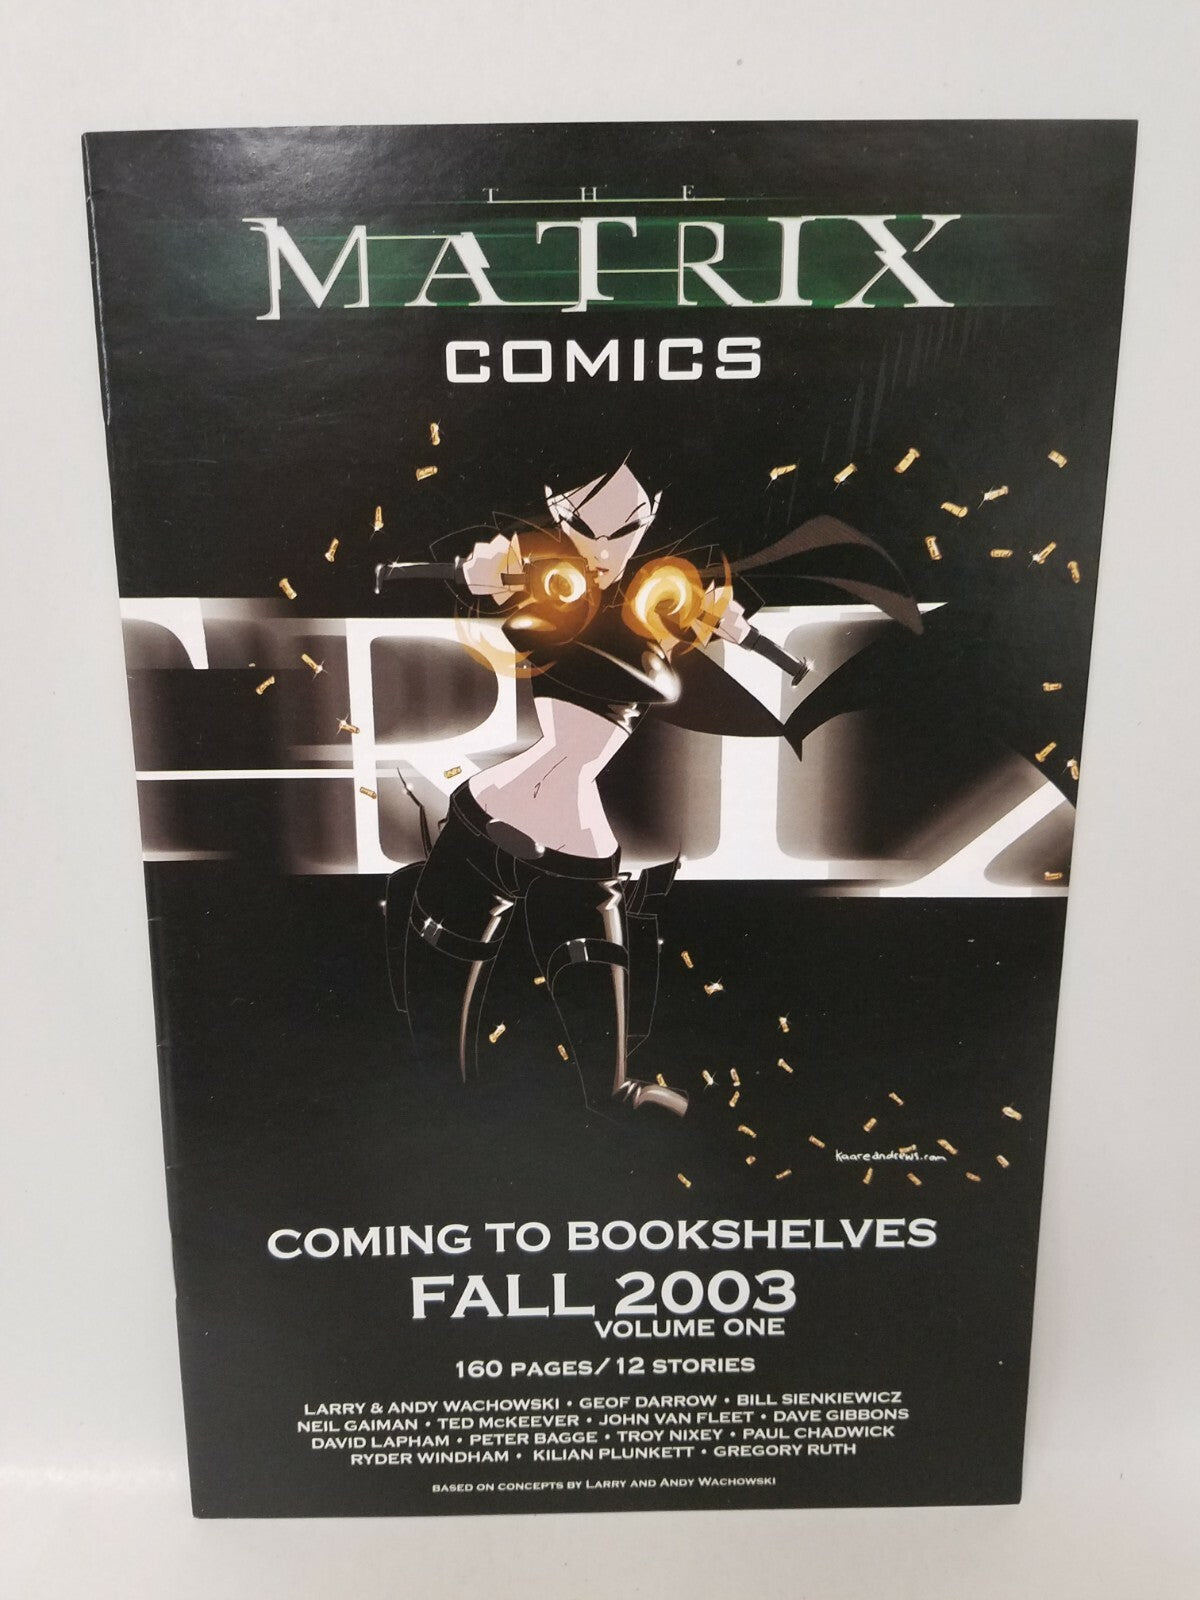 THE
MATRIX
COMICS
TRIX
kaareandrews.com
COMING TO BOOKSHELVES
FALL 2003
VOLUME ONE
160 PAGES/12 STORIES
LARRY & ANDY WACHOWSKI • GEOF DARROW • BILL SIENKIEWICZ
NEIL GAIMAN • TED MCKEEVER • JOHN VAN FLEET • DAVE GIBBONS
DAVID LAPHAM • PETER BAGGE • TROY NIXEY • PAUL CHADWICK
RYDER WINDHAM • KILIAN PLUNKETT • GREGORY RUTH
BASED ON CONCEPTS BY LARRY AND ANDY WACHOWSKI